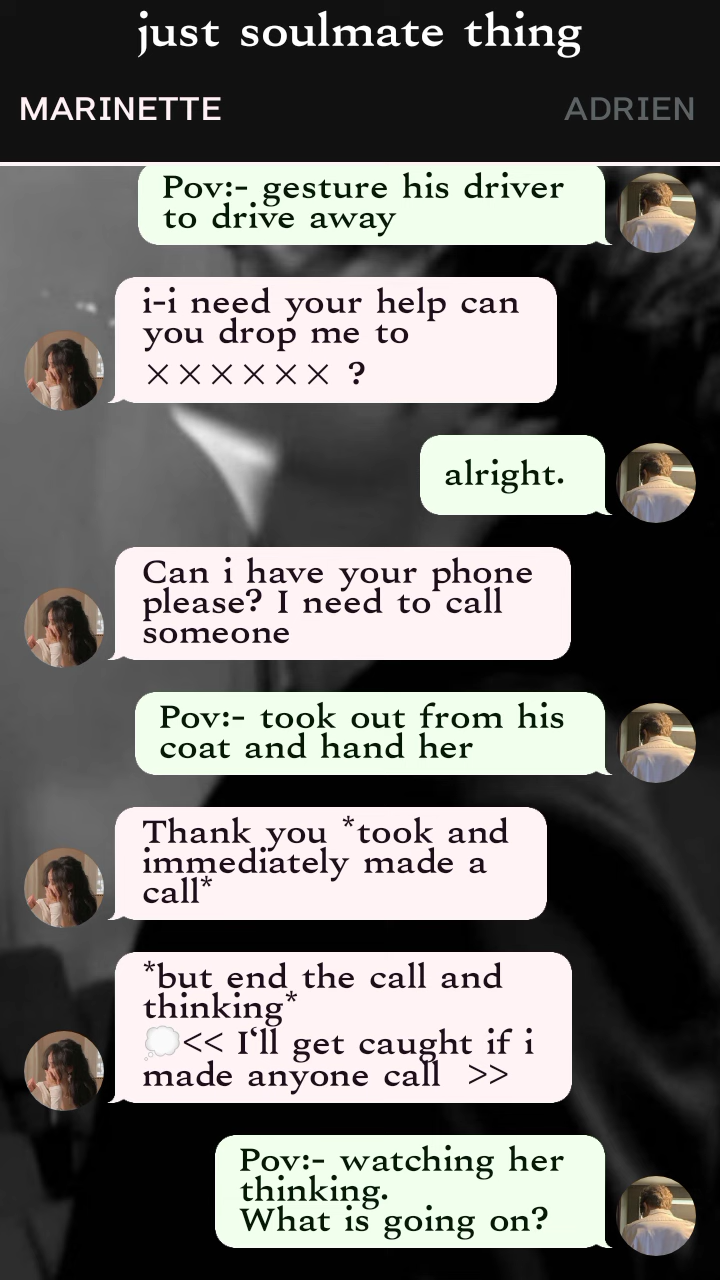 just soulmate thing
MARINETTE
ADRIEN
Pov:- gesture his driver
to drive away
i-i need your help can
you drop me to
×××××× ?
alright.
Can i have your phone
please? I need to call
someone
Pov:- took out from his
coat and hand her
Thank you *took and
immediately made a
call*
*but end the call and
thinking*
💭<< I‘ll get caught if i
made anyone call  >>
Pov:- watching her
thinking.
What is going on?